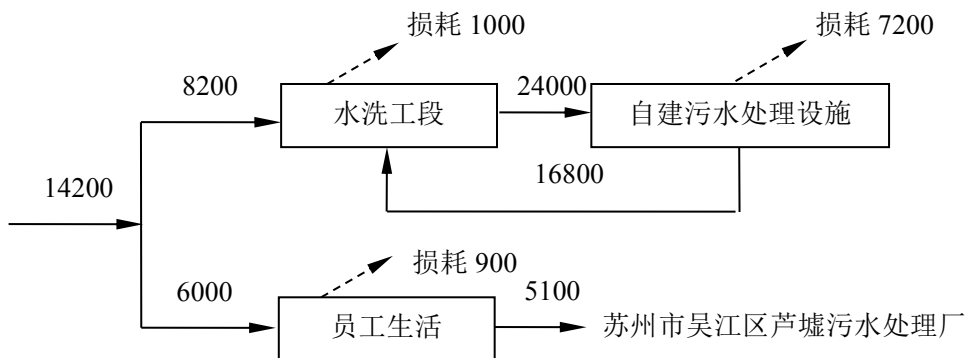 损耗 1000
损耗 7200
8200
水洗工段
24000
自建污水处理设施
16800
14200
损耗 900
6000
员工生活
5100
苏州市吴江区芦墟污水处理厂